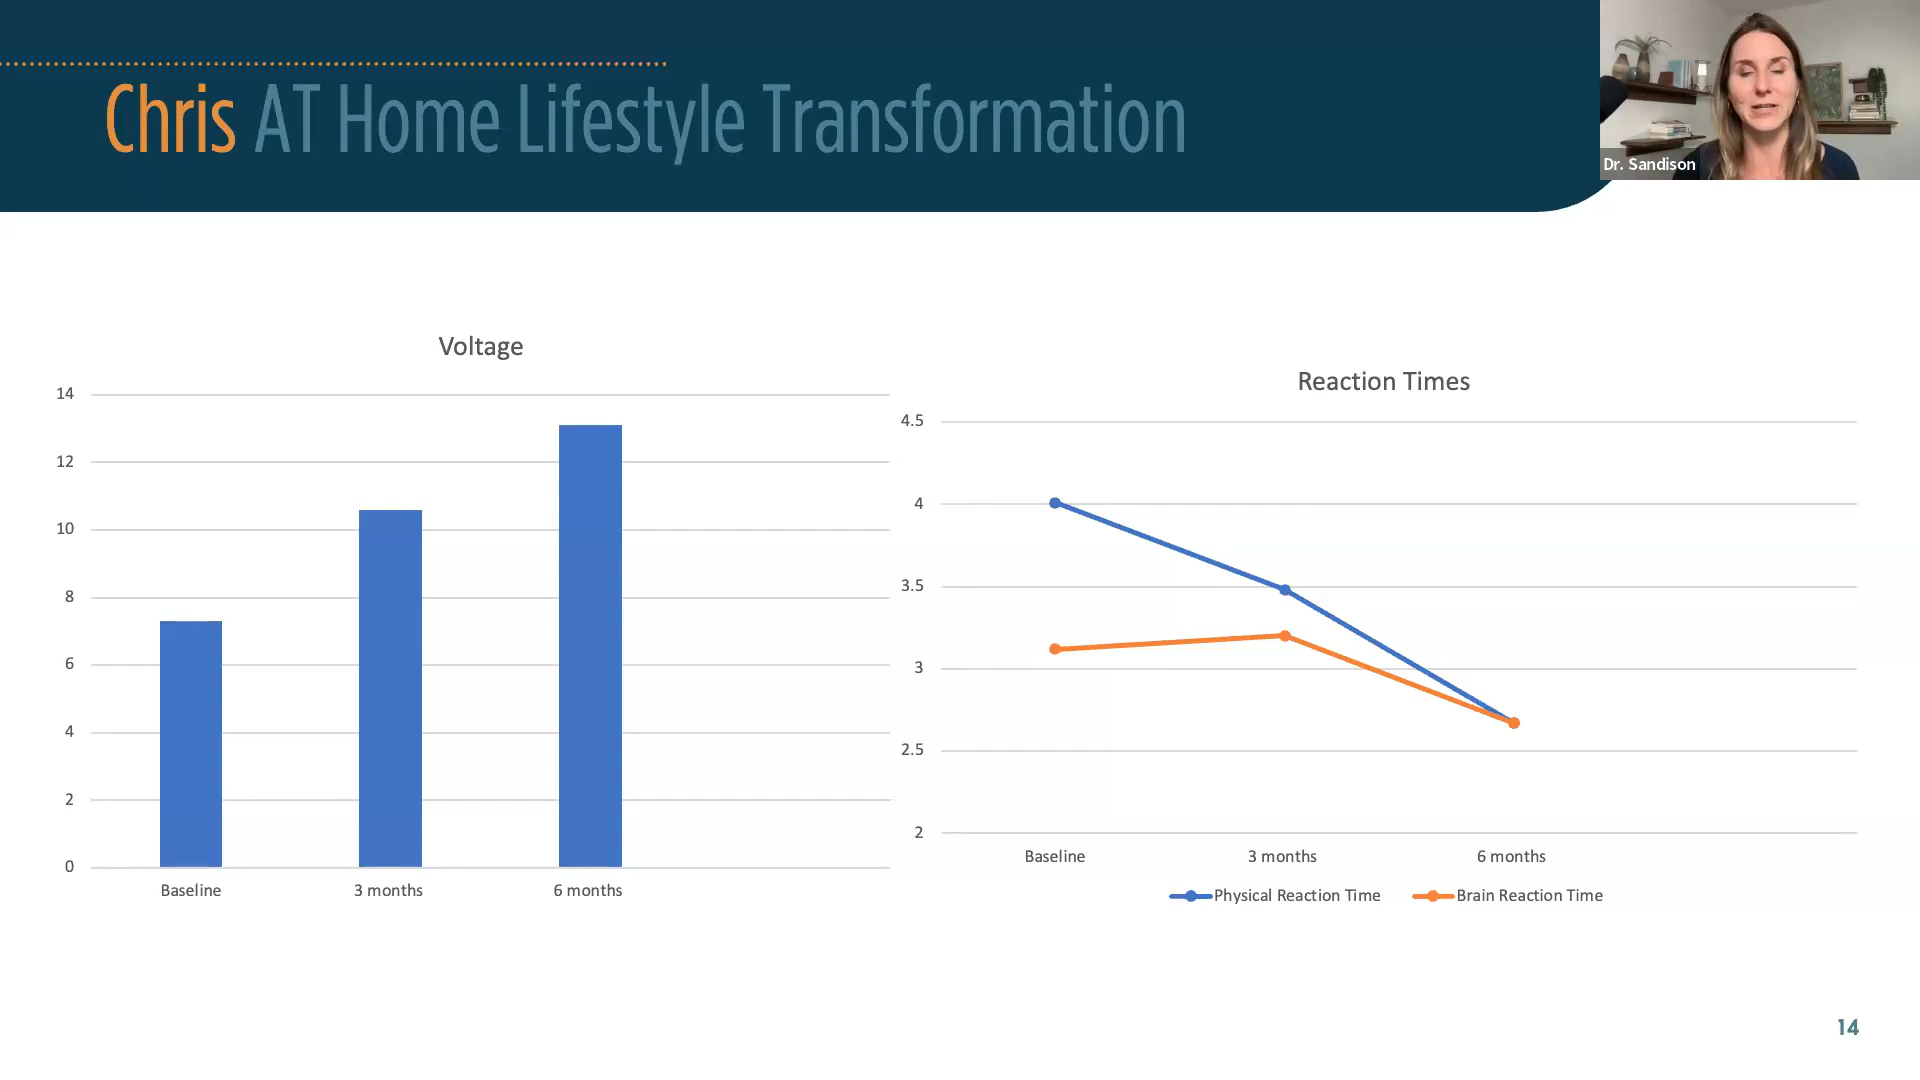 Chris AT Home Lifestyle Transformation
Dr. Sandison
Voltage
14
12
10
8
6
4
2
0
Baseline 3 months 6 months
Reaction Times
4.5
4
3.5
3
2.5
2
Baseline 3 months 6 months
Physical Reaction Time Brain Reaction Time
14